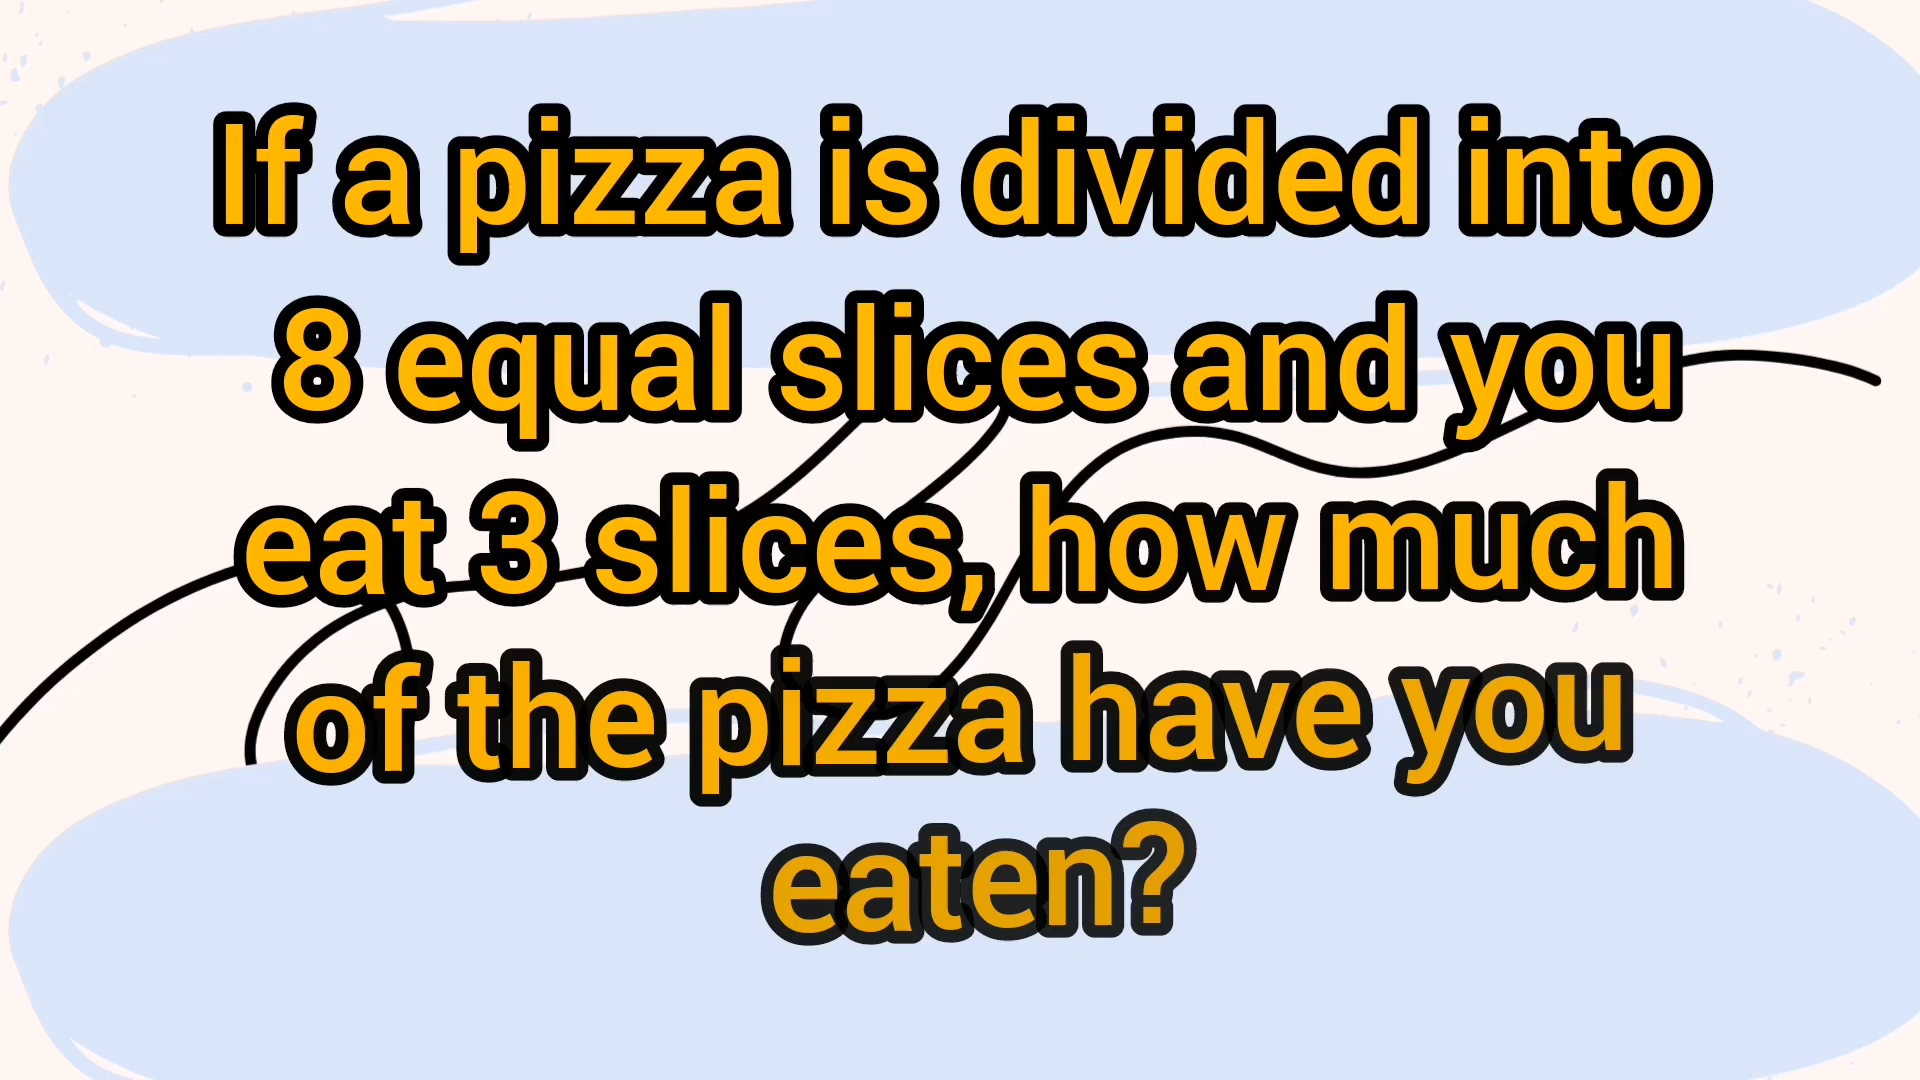 If a pizza is divided into
8 equal slices and you
eat 3 slices, how much
of the pizza have you
eaten?